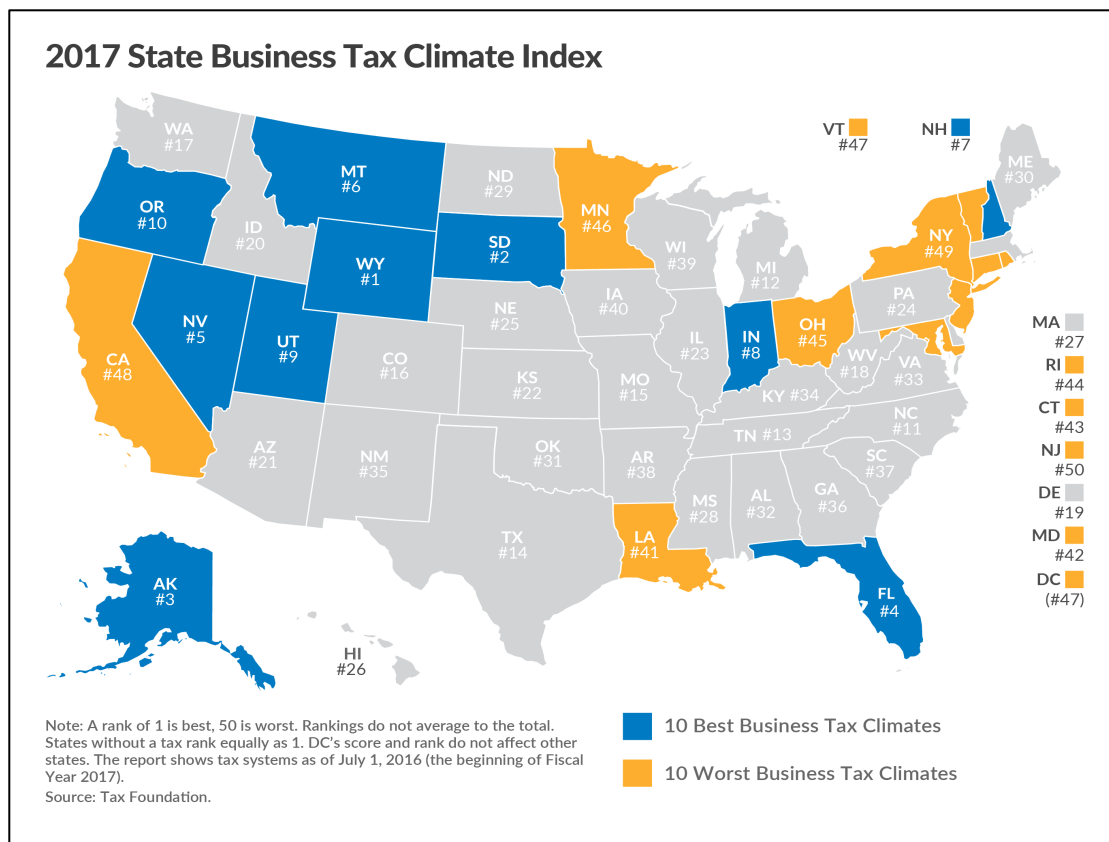 2017 State Business Tax Climate Index
VT
#47
NH
#7
WA
#17
MT
#6
ND
#29
MN
#46
ME
#30
OR
#10
ID
#20
SD
#2
WI
#39
NY
#49
WY
#1
MI
#12
NV
#5
UT
#9
NE
#25
IA
#40
PA
#24
CA
#48
CO
#16
IL
#23
IN
#8
OH
#45
MA
#27
KS
#22
MO
#15
WV
#18
VA
#33
RI
#44
KY #34
NC
#11
CT
#43
AZ
#21
NM
#35
OK
#31
AR
#38
TN #13
SC
#37
NJ
#50
MS
#28
AL
#32
GA
#36
DE
#19
TX
#14
LA
#41
MD
#42
AK
#3
FL
#4
DC
(#47)
HI
#26
Note: A rank of 1 is best, 50 is worst. Rankings do not average to the total.
States without a tax rank equally as 1. DC’s score and rank do not affect other
states. The report shows tax systems as of July 1, 2016 (the beginning of Fiscal
Year 2017).
Source: Tax Foundation.
10 Best Business Tax Climates
10 Worst Business Tax Climates